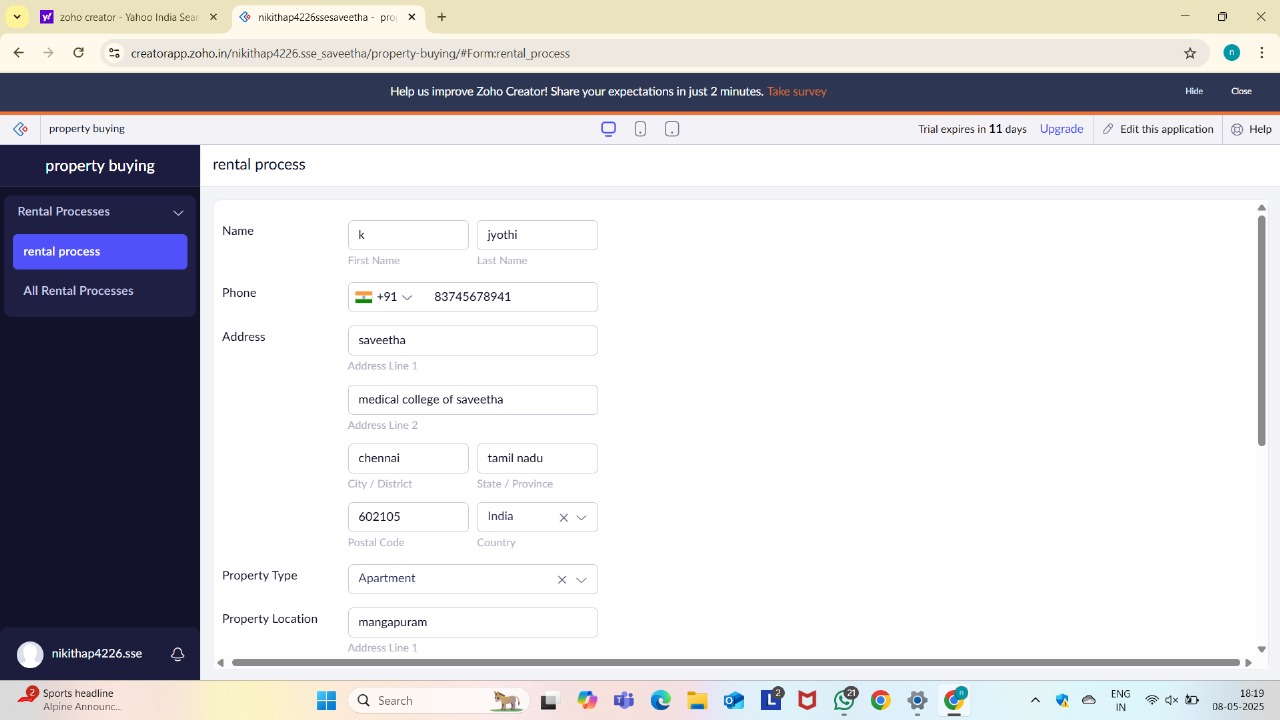 zoho creator - Yahoo India Sear
nikithap4226ssesaveetha - pro
creatorapp.zoho.in/nikithap4226.sse_saveetha/property-buying/#Form:rental_process
n
Help us improve Zoho Creator! Share your expectations in just 2 minutes. Take survey
Hide
Close
property buying
Trial expires in 11 days
Upgrade
Edit this application
Help
property buying
rental process
Rental Processes
rental process
All Rental Processes
Name
k
jyothi
First Name
Last Name
Phone
+91
83745678941
Address
saveetha
Address Line 1
medical college of saveetha
Address Line 2
chennai
tamil nadu
City / District
State / Province
602105
India
Postal Code
Country
Property Type
Apartment
Property Location
mangapuram
Address Line 1
nikithap4226.sse
2
Sports headline
Alpine Announc...
Search
2
21
n
ENG
IN
18:19
08-05-2025